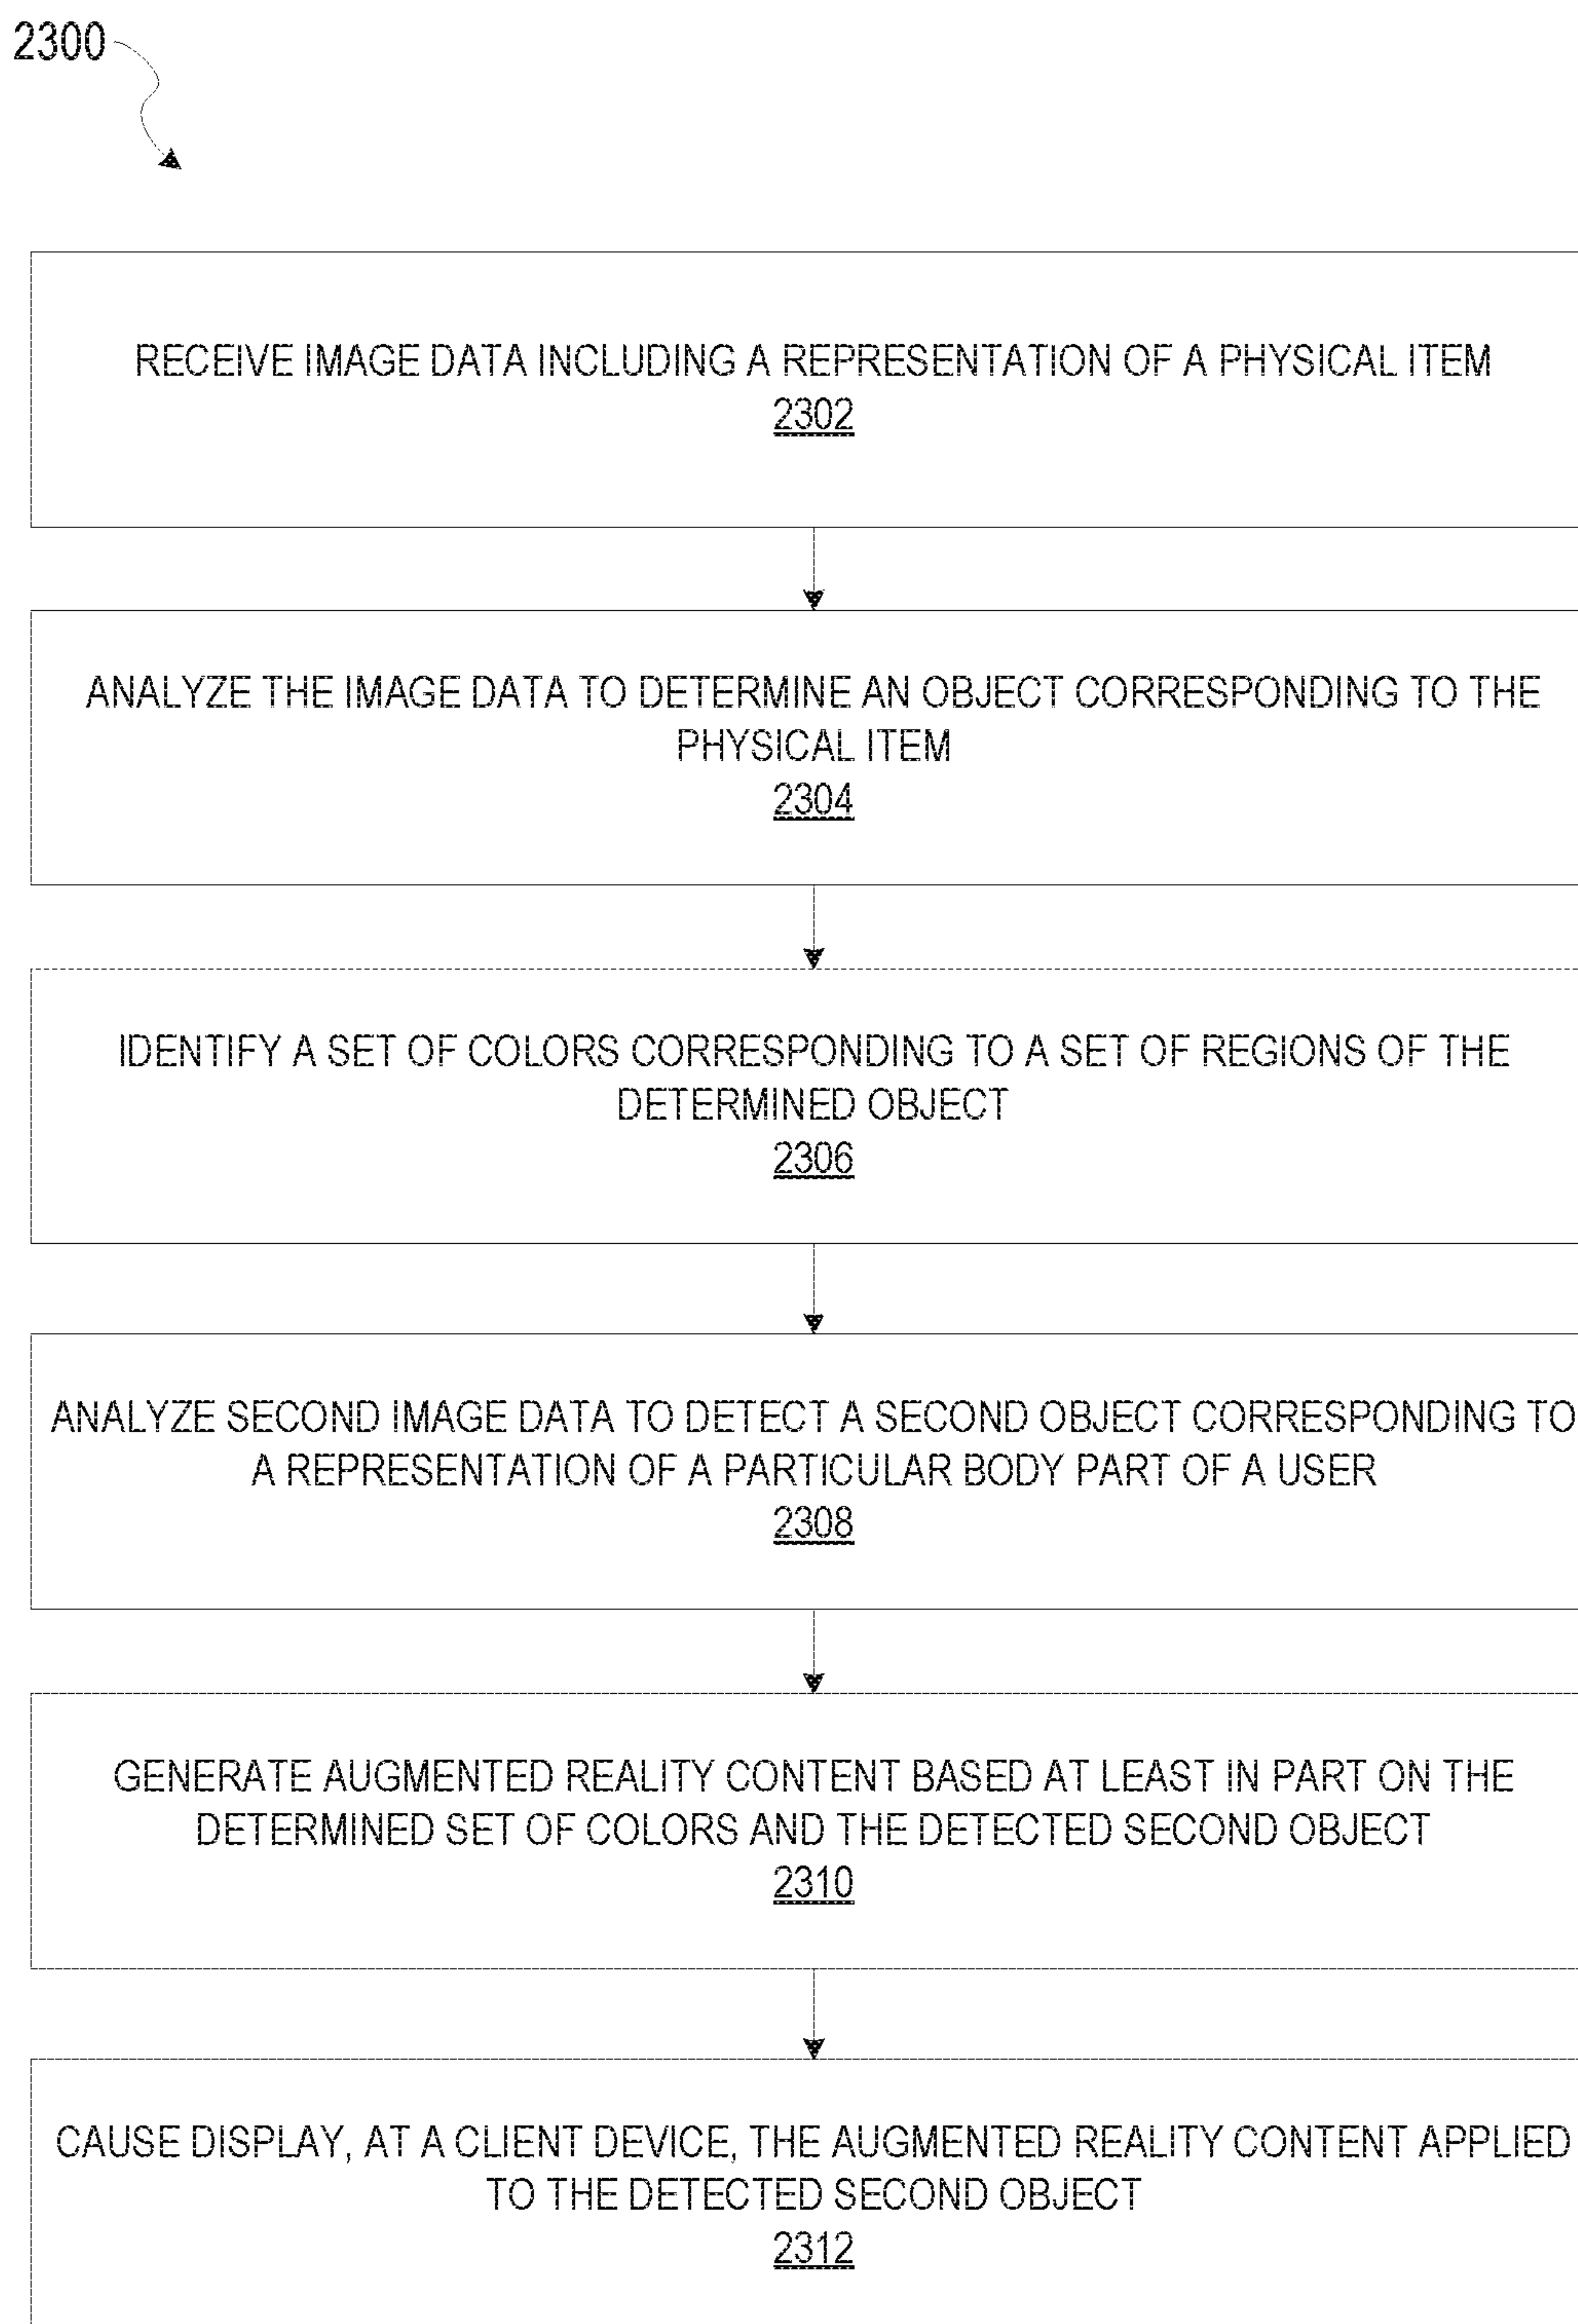 2300
RECEIVE IMAGE DATA INCLUDING A REPRESENTATION OF A PHYSICAL ITEM
2302
ANALYZE THE IMAGE DATA TO DETERMINE AN OBJECT CORRESPONDING TO THE
PHYSICAL ITEM
2304
IDENTIFY A SET OF COLORS CORRESPONDING TO A SET OF REGIONS OF THE
DETERMINED OBJECT
2306
ANALYZE SECOND IMAGE DATA TO DETECT A SECOND OBJECT CORRESPONDING TO
A REPRESENTATION OF A PARTICULAR BODY PART OF A USER
2308
GENERATE AUGMENTED REALITY CONTENT BASED AT LEAST IN PART ON THE
DETERMINED SET OF COLORS AND THE DETECTED SECOND OBJECT
2310
CAUSE DISPLAY, AT A CLIENT DEVICE, THE AUGMENTED REALITY CONTENT APPLIED
TO THE DETECTED SECOND OBJECT
2312